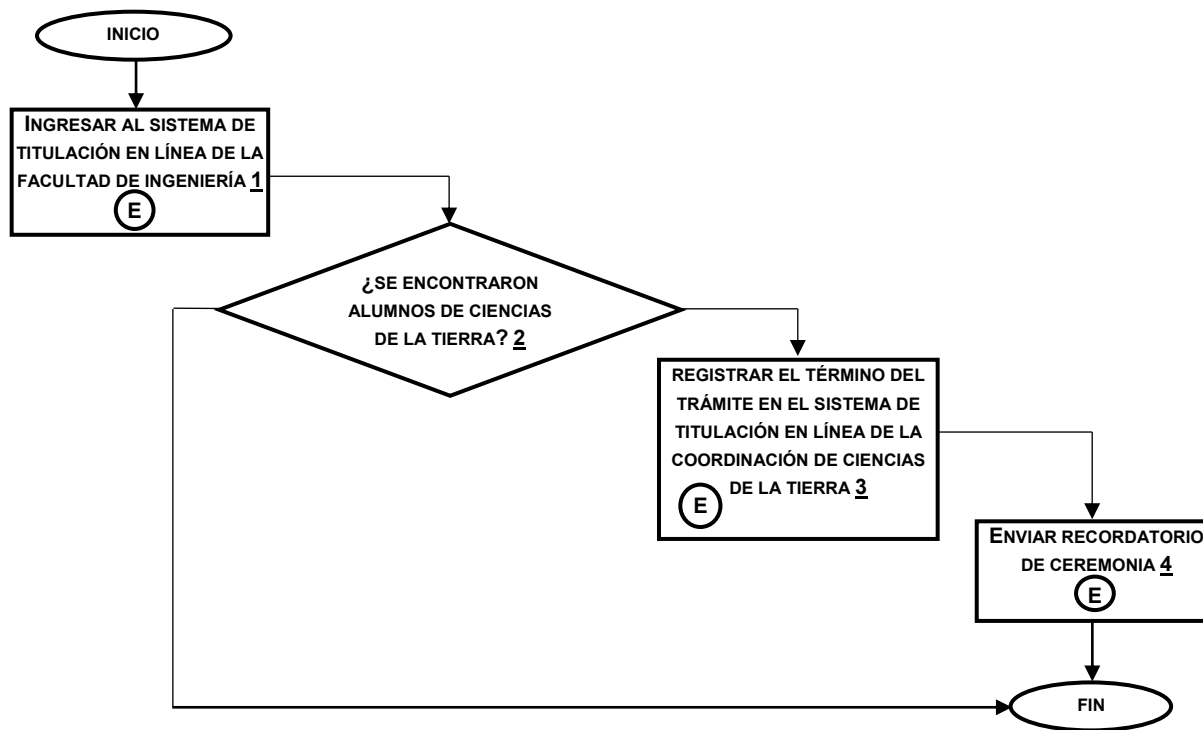 INICIO
INGRESAR AL SISTEMA DE
TITULACIÓN EN LÍNEA DE LA
FACULTAD DE INGENIERÍA 1
E
¿SE ENCONTRARON
ALUMNOS DE CIENCIAS
DE LA TIERRA? 2
REGISTRAR EL TÉRMINO DEL
TRÁMITE EN EL SISTEMA DE
TITULACIÓN EN LÍNEA DE LA
COORDINACIÓN DE CIENCIAS
DE LA TIERRA 3
E
ENVIAR RECORDATORIO
DE CEREMONIA 4
E
FIN